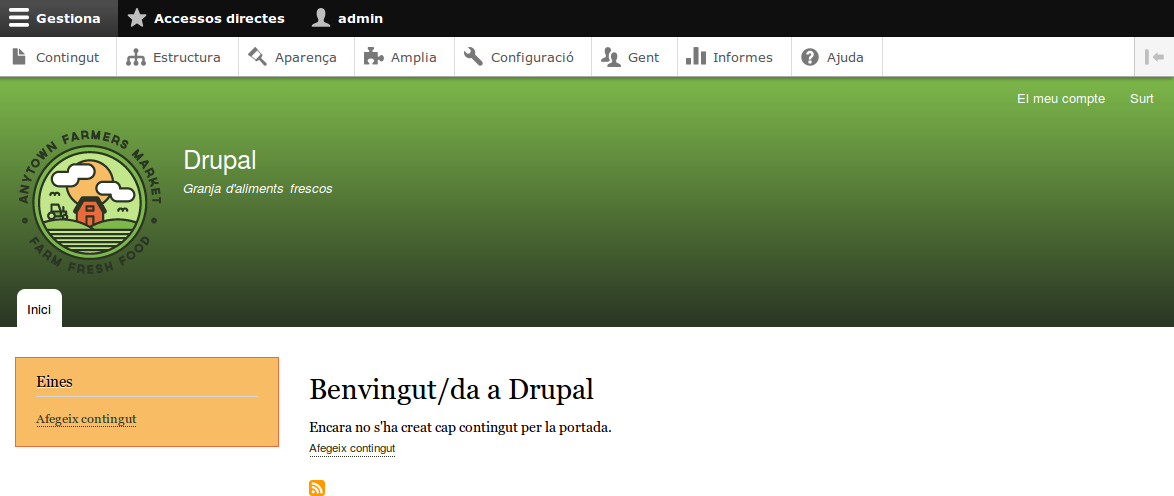 Gestiona Accessos directes admin
Contingut Estructura Aparença Amplia Configuració Gent Informes Ajuda
El meu compte Surt
ANYTOWN FARMERS MARKET
FARM FRESH FOOD
Drupal
Granja d'aliments frescos
Inici
Eines
Afegeix contingut
Benvingut/da a Drupal
Encara no s'ha creat cap contingut per la portada.
Afegeix contingut